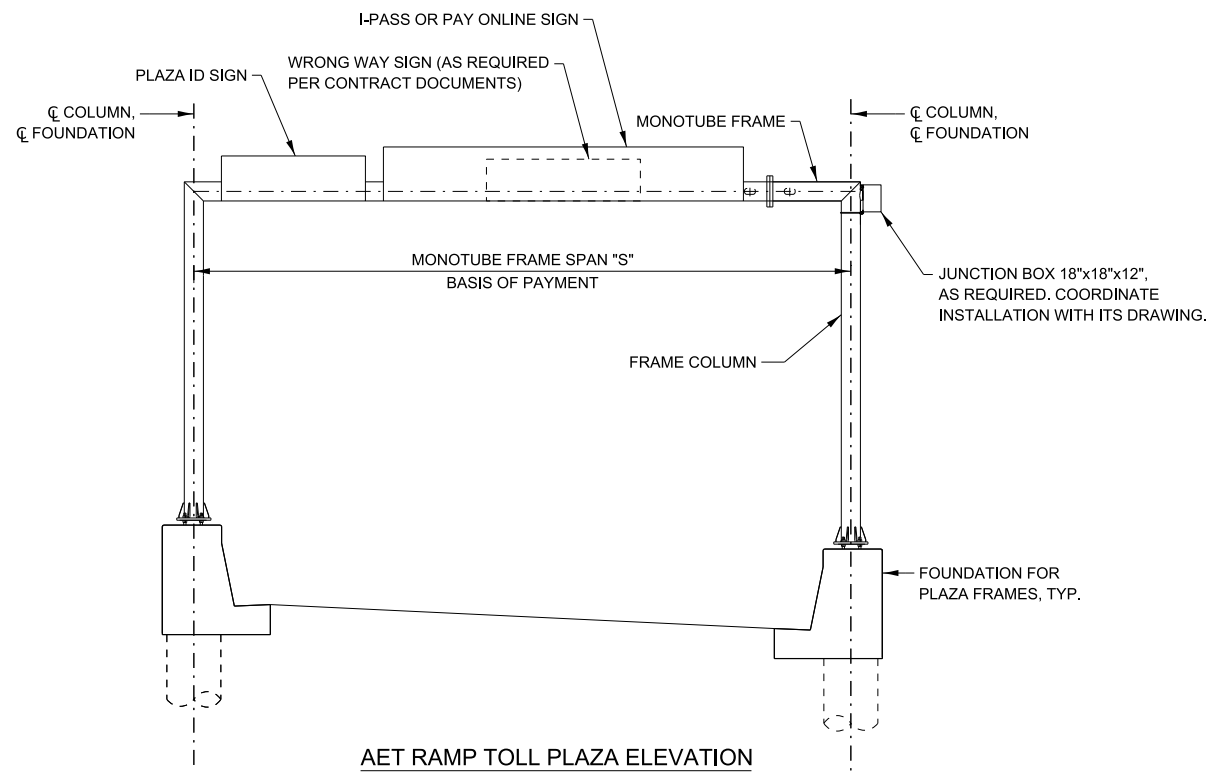 I-PASS OR PAY ONLINE SIGN
WRONG WAY SIGN (AS REQUIRED
PER CONTRACT DOCUMENTS)
PLAZA ID SIGN
℄ COLUMN,
℄ FOUNDATION
MONOTUBE FRAME
℄ COLUMN,
℄ FOUNDATION
MONOTUBE FRAME SPAN "S"
BASIS OF PAYMENT
JUNCTION BOX 18"x18"x12",
AS REQUIRED. COORDINATE
INSTALLATION WITH ITS DRAWING.
FRAME COLUMN
FOUNDATION FOR
PLAZA FRAMES, TYP.
AET RAMP TOLL PLAZA ELEVATION